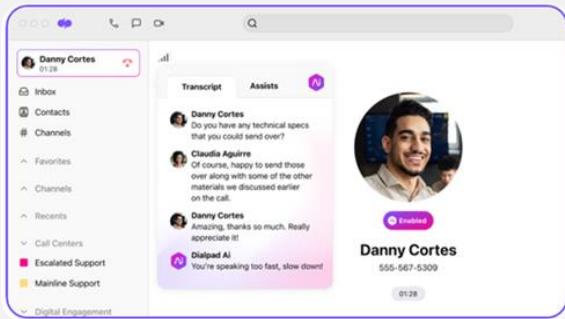 Danny Cortes
01:28
Inbox
Contacts
# Channels
Favorites
Channels
Recents
Call Centers
Escalated Support
Mainline Support
Digital Engagement
Transcript
Assists
Ai
Danny Cortes
Do you have any technical specs
that you could send over?
Claudia Aguirre
Of course, happy to send those
over along with some of the other
materials we discussed earlier
on the call.
Danny Cortes
Amazing, thanks so much. Really
appreciate it!
Dialpad Ai
You're speaking too fast, slow down!
Enabled
Danny Cortes
555-567-5309
01:28